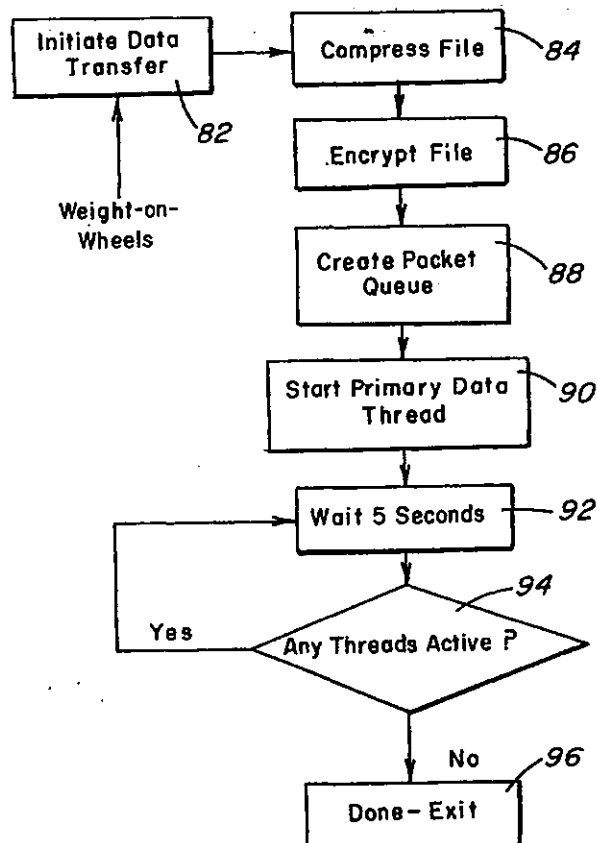 Initiate Data
Transfer
82
Compress File
84
Encrypt File
86
Weight-on-
Wheels
Create Packet
Queue
88
Start Primary Data
Thread
90
Wait 5 Seconds
92
Any Threads Active ?
94
Yes
No
Done-Exit
96